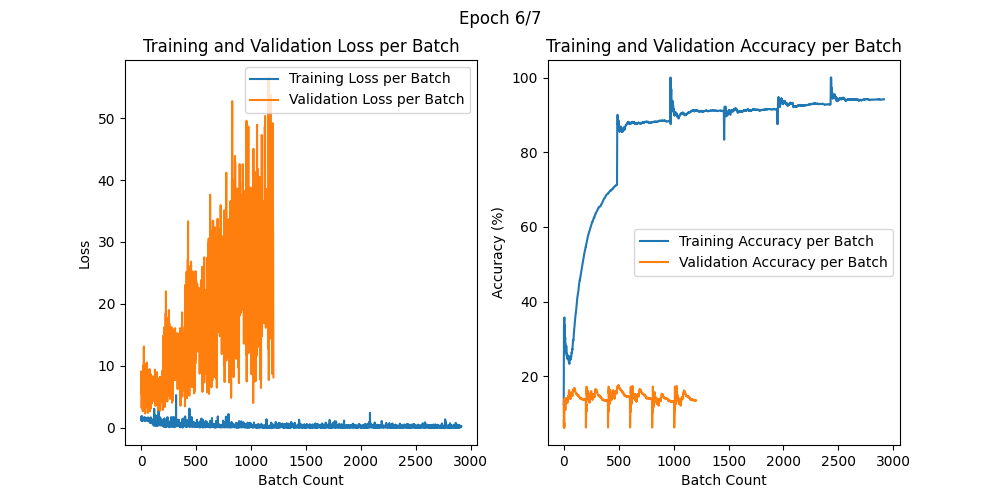 Epoch 6/7
Training and Validation Loss per Batch
Training Loss per Batch
Validation Loss per Batch
Loss
50
40
30
20
10
0
0 500 1000 1500 2000 2500 3000
Batch Count
Training and Validation Accuracy per Batch
Accuracy (%)
100
80
60
40
20
Training Accuracy per Batch
Validation Accuracy per Batch
0 500 1000 1500 2000 2500 3000
Batch Count